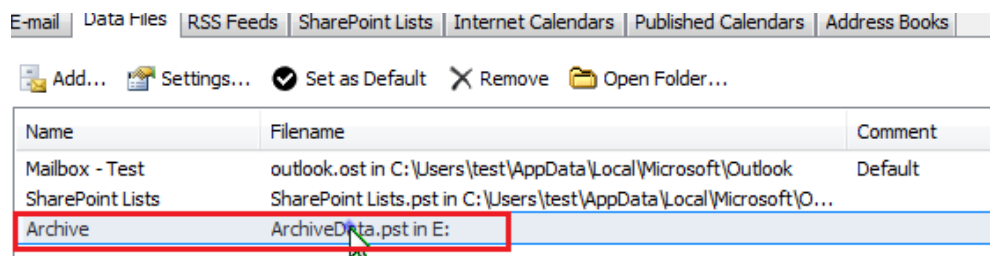 E-mail Data Files RSS Feeds SharePoint Lists Internet Calendars Published Calendars Address Books
Add... Settings... Set as Default Remove Open Folder...
Name Filename Comment
Mailbox - Test outlook.ost in C:\Users\test\AppData\Local\Microsoft\Outlook Default
SharePoint Lists SharePoint Lists.pst in C:\Users\test\AppData\Local\Microsoft\O...
Archive ArchiveData.pst in E: